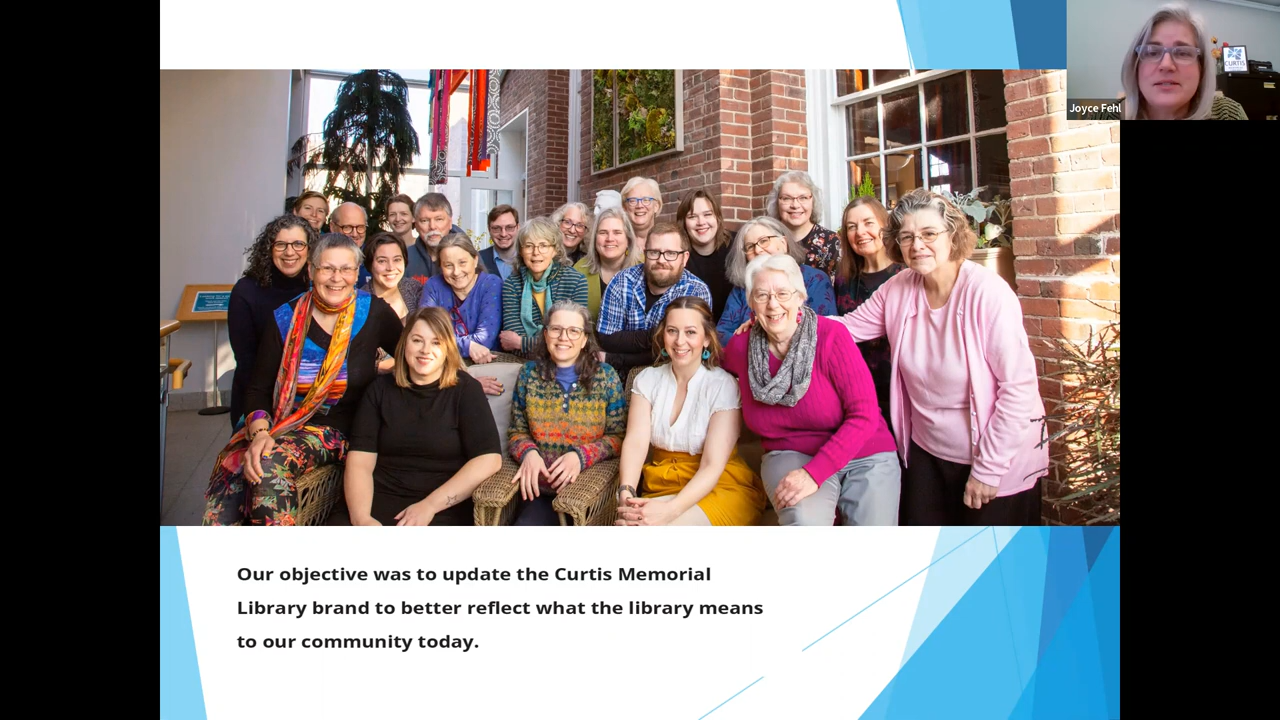 CURTIS
Joyce Fehl
Our objective was to update the Curtis Memorial
Library brand to better reflect what the library means
to our community today.